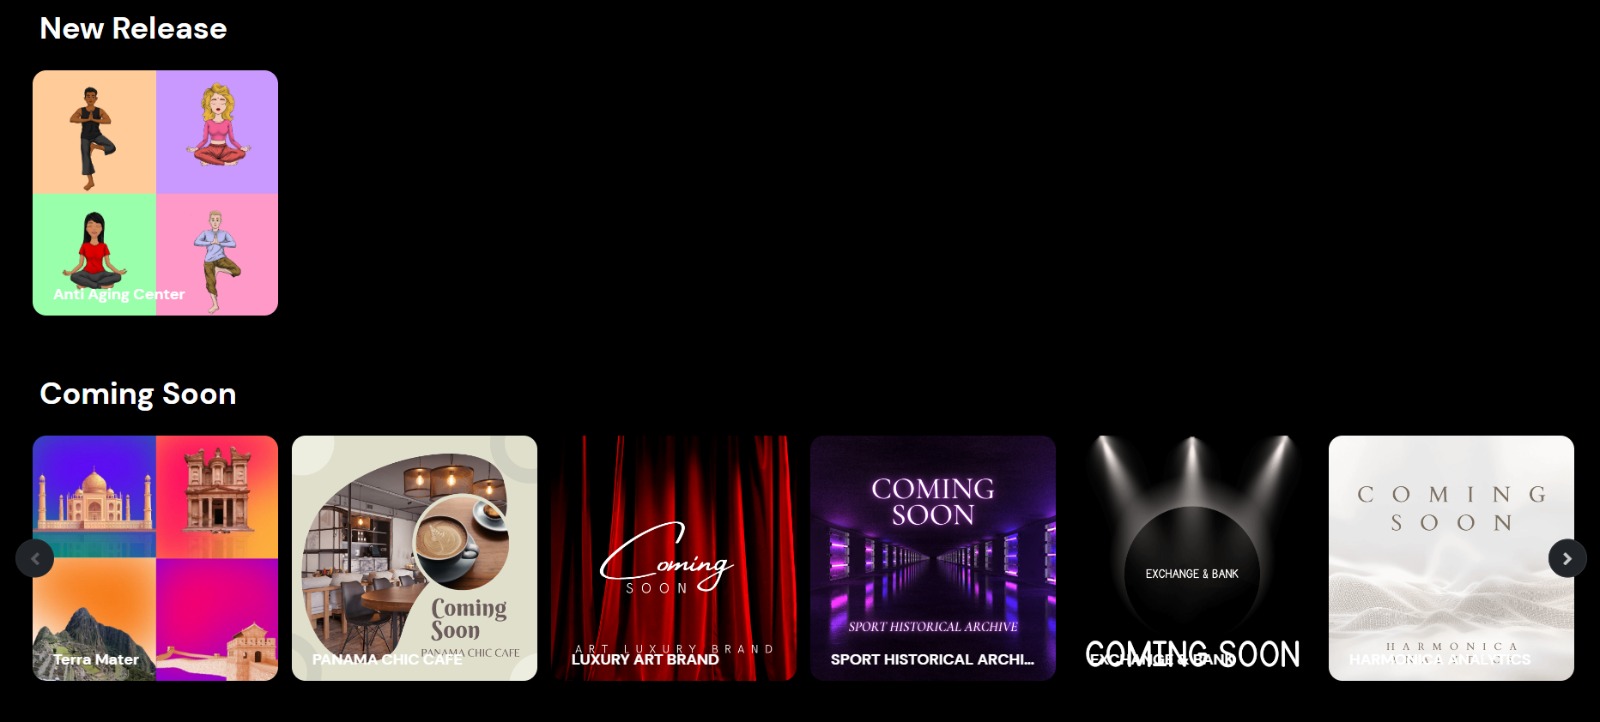 New Release
Anti Aging Center
Coming Soon
Terra Mater
Coming
Soon
PANAMA CHIC CAFE
PANAMA CHIC CAFE
Coming
SOON
ART LUXURY BRAND
LUXURY ART BRAND
COMING
SOON
SPORT HISTORICAL ARCHIVE
SPORT HISTORICAL ARCHI...
EXCHANGE & BANK
COMING SOON
EXCHANGE & BANK
COMING
SOON
HARMONICA
HARMONICA ANALYTICS